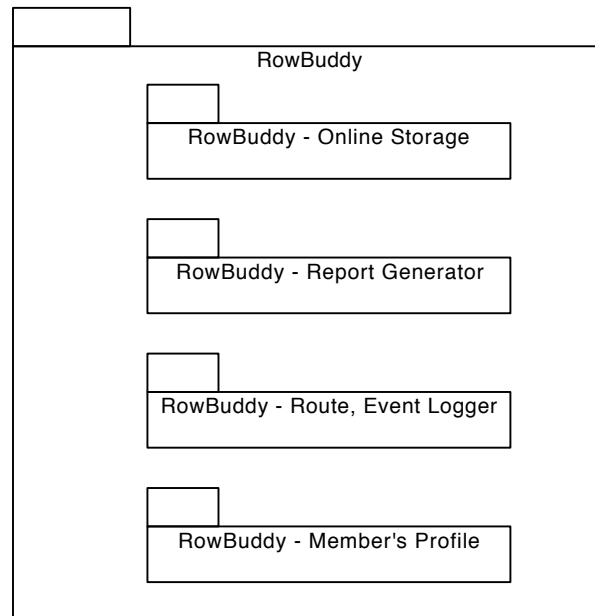 RowBuddy
RowBuddy - Online Storage
RowBuddy - Report Generator
RowBuddy - Route, Event Logger
RowBuddy - Member's Profile